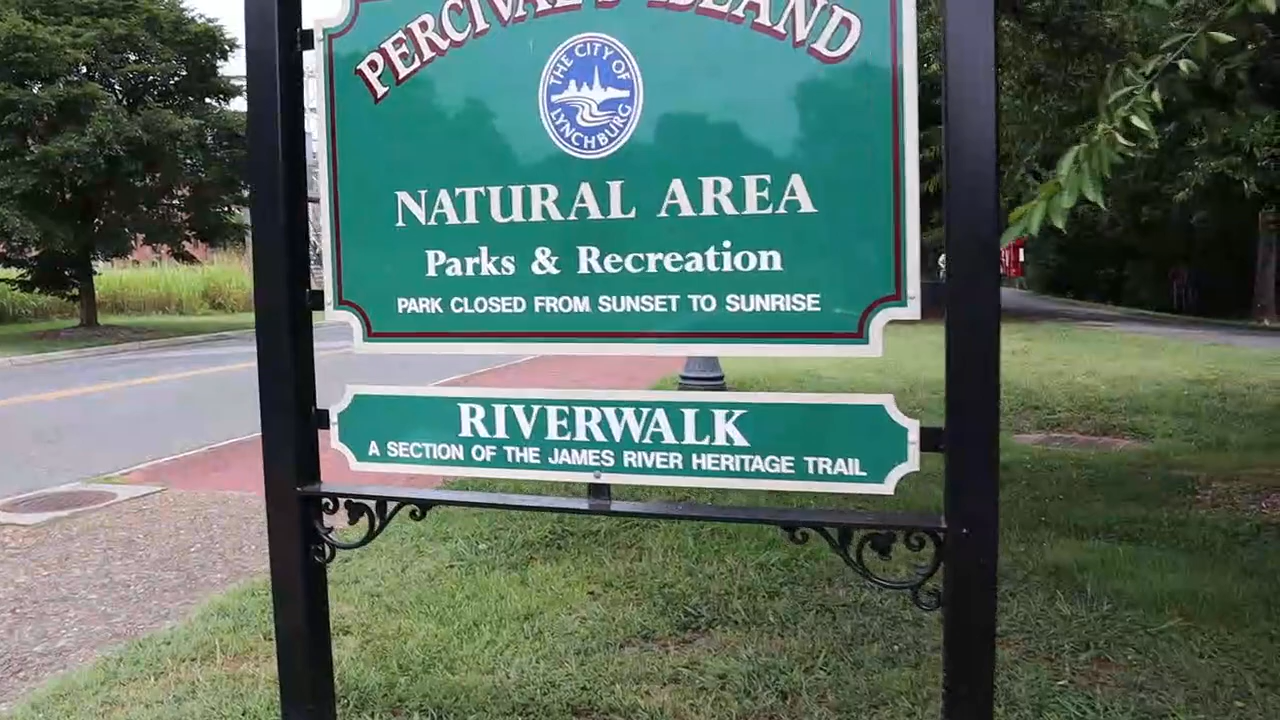 PERCIVAL'S ISLAND
THE CITY OF
LYNCHBURG
NATURAL AREA
Parks & Recreation
PARK CLOSED FROM SUNSET TO SUNRISE
RIVERWALK
A SECTION OF THE JAMES RIVER HERITAGE TRAIL